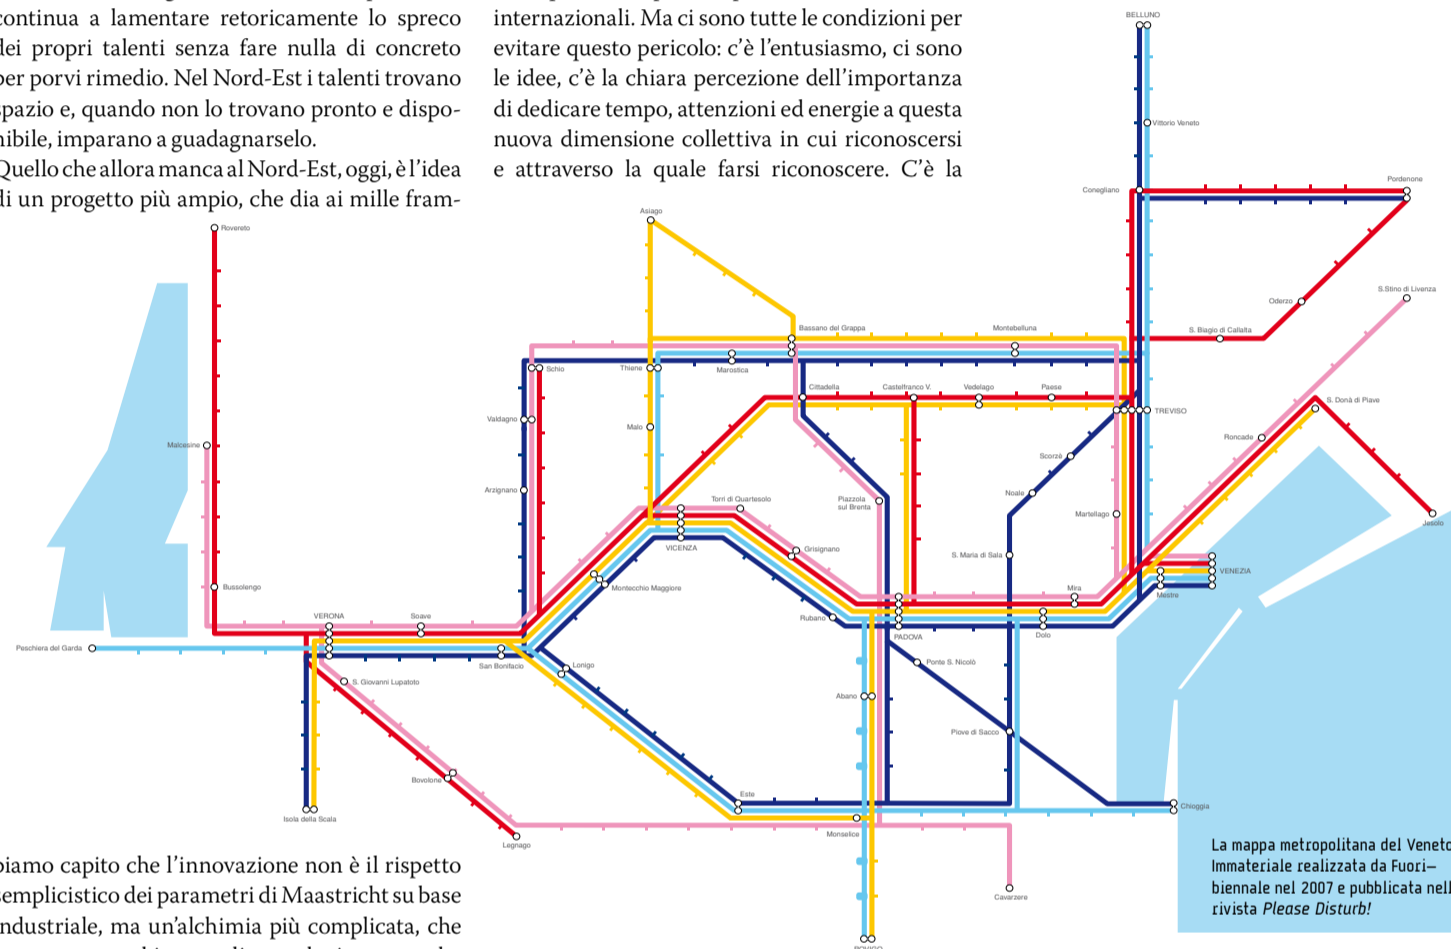 continua a lamentare retoricamente lo spreco
dei propri talenti senza fare nulla di concreto
per porvi rimedio. Nel Nord-Est i talenti trovano
spazio e, quando non lo trovano pronto e dispo-
nibile, imparano a guadagnarselo.
Quello che allora manca al Nord-Est, oggi, è l’idea
di un progetto più ampio, che dia ai mille fram-
internazionali. Ma ci sono tutte le condizioni per
evitare questo pericolo: c’è l’entusiasmo, ci sono
le idee, c’è la chiara percezione dell’importanza
di dedicare tempo, attenzioni ed energie a questa
nuova dimensione collettiva in cui riconoscersi
e attraverso la quale farsi riconoscere. C’è la
BELLUNO
Vittorio Veneto
Conegliano
Pordenone
Asiago
Rovereto
S.Stino di Livenza
Oderzo
S. Biagio di Callalta
Bassano del Grappa
Montebelluna
Schio
Thiene
Marostica
Cittadella
Castelfranco V.
Vedelago
Paese
TREVISO
S. Donà di Piave
Valdagno
Malo
Roncade
Malcesine
Scorzè
Arzignano
Noale
Torri di Quartesolo
Piazzola
sul Brenta
Martellago
Jesolo
VICENZA
Grisignano
S. Maria di Sala
VENEZIA
Bussolengo
Montecchio Maggiore
Mira
Mestre
VERONA
Soave
Rubano
PADOVA
Dolo
Peschiera del Garda
San Bonifacio
Lonigo
Ponte S. Nicolò
S. Giovanni Lupatoto
Abano
Piove di Sacco
Bovolone
Este
Chioggia
Isola della Scala
Monselice
Legnago
Cavarzere
ROVIGO
La mappa metropolitana del Veneto
Immateriale realizzata da Fuori–
biennale nel 2007 e pubblicata nell
rivista Please Disturb!
biamo capito che l’innovazione non è il rispetto
semplicistico dei parametri di Maastricht su base
industriale, ma un’alchimia più complicata, che